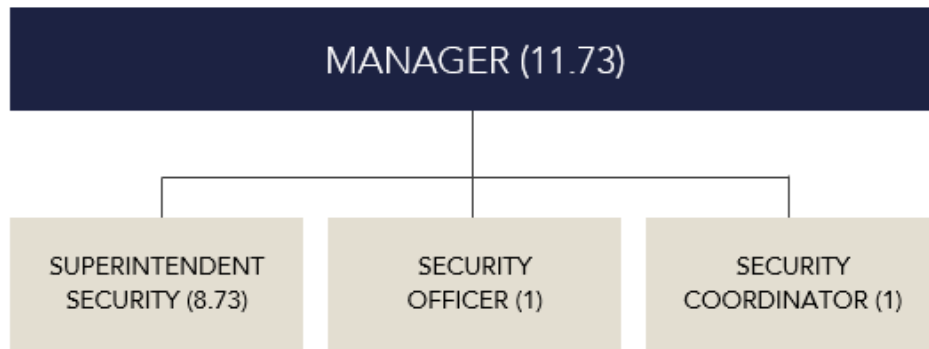 MANAGER (11.73)
SUPERINTENDENT
SECURITY (8.73)
SECURITY
OFFICER (1)
SECURITY
COORDINATOR (1)